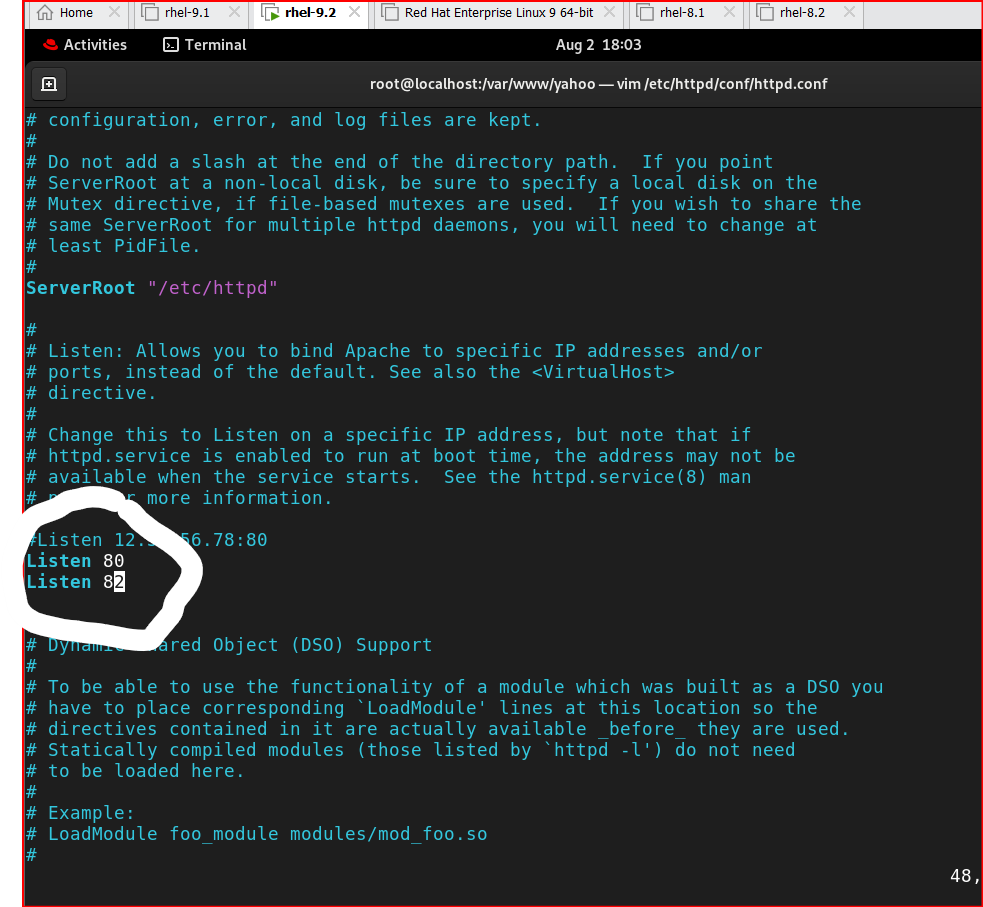 Home rhel-9.1 rhel-9.2 Red Hat Enterprise Linux 9 64-bit rhel-8.1 rhel-8.2
Activities Terminal Aug 2 18:03
root@localhost:/var/www/yahoo — vim /etc/httpd/conf/httpd.conf
# configuration, error, and log files are kept.
#
# Do not add a slash at the end of the directory path.  If you point
# ServerRoot at a non-local disk, be sure to specify a local disk on the
# Mutex directive, if file-based mutexes are used.  If you wish to share the
# same ServerRoot for multiple httpd daemons, you will need to change at
# least PidFile.
#
ServerRoot "/etc/httpd"
#
# Listen: Allows you to bind Apache to specific IP addresses and/or
# ports, instead of the default. See also the <VirtualHost>
# directive.
#
# Change this to Listen on a specific IP address, but note that if
# httpd.service is enabled to run at boot time, the address may not be
# available when the service starts.  See the httpd.service(8) man
# more information.
#Listen 80
Listen 80
Listen 82
# Object (DSO) Support
#
# To be able to use the functionality of a module which was built as a DSO you
# have to place corresponding `LoadModule' lines at this location so the
# directives contained in it are actually available _before_ they are used.
# Statically compiled modules (those listed by `httpd -l') do not need
# to be loaded here.
#
# Example:
# LoadModule foo_module modules/mod_foo.so
#
48,